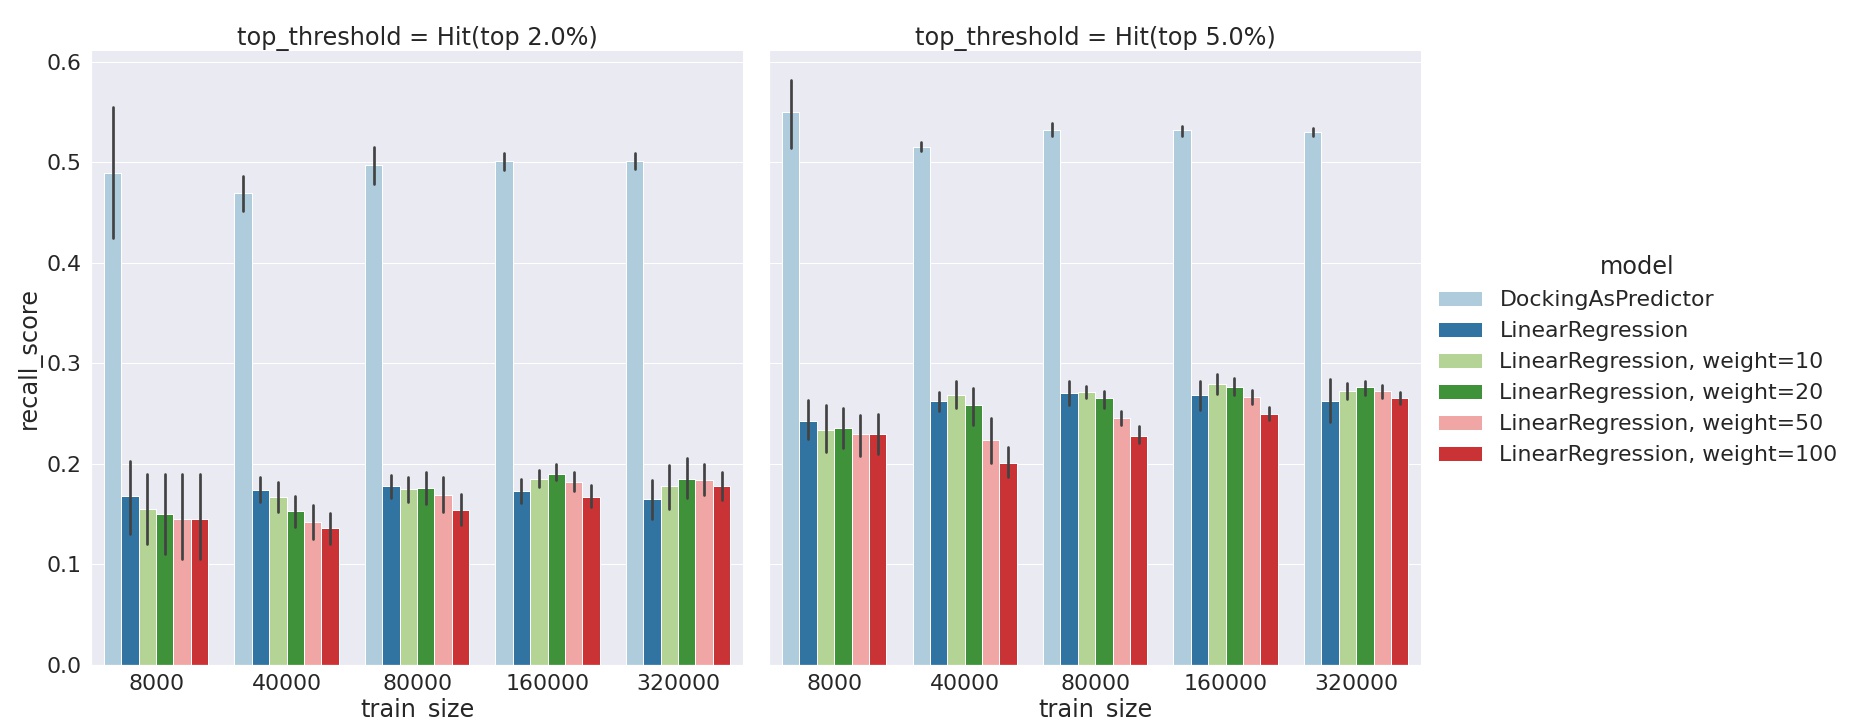 top_threshold = Hit(top 2.0%)
top_threshold = Hit(top 5.0%)
recall_score
0.6
0.5
0.4
0.3
0.2
0.1
0.0
8000 40000 80000 160000 320000
train_size
8000 40000 80000 160000 320000
train_size
model
DockingAsPredictor
LinearRegression
LinearRegression, weight=10
LinearRegression, weight=20
LinearRegression, weight=50
LinearRegression, weight=100